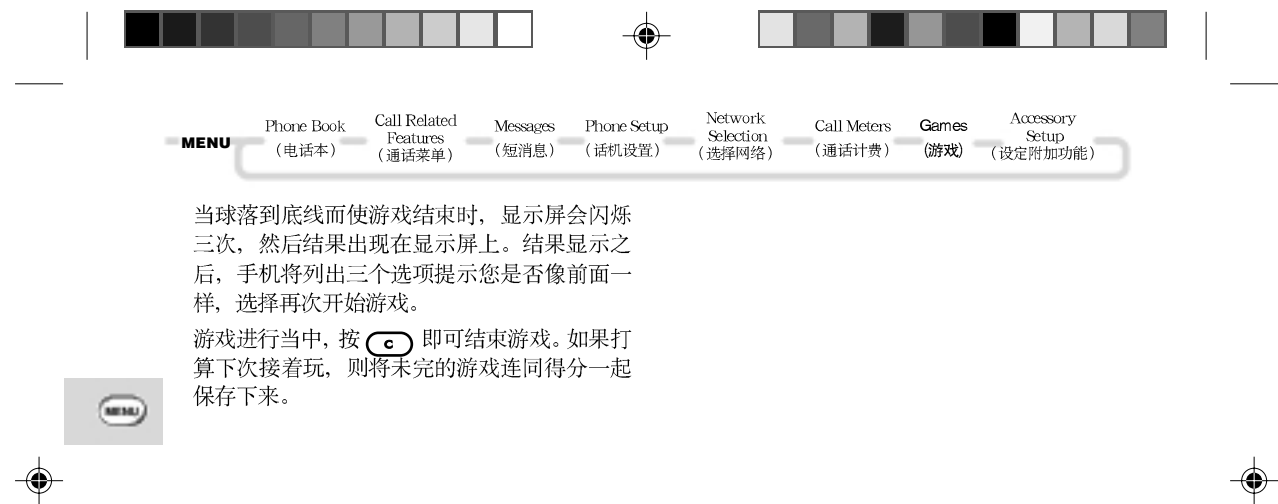 MENU
Phone Book
(电话本)
Call Related
Features
(通话菜单)
Messages
(短消息)
Phone Setup
(话机设置)
Network
Selection
(选择网络)
Call Meters
(通话计费)
Games
(游戏)
Accessory
Setup
(设定附加功能)
当球落到底线而使游戏结束时，显示屏会闪烁
三次，然后结果出现在显示屏上。结果显示之
后，手机将列出三个选项提示您是否像前面一
样，选择再次开始游戏。
游戏进行当中，按 C 即可结束游戏。如果打
算下次接着玩，则将未完的游戏连同得分一起
保存下来。
MENU